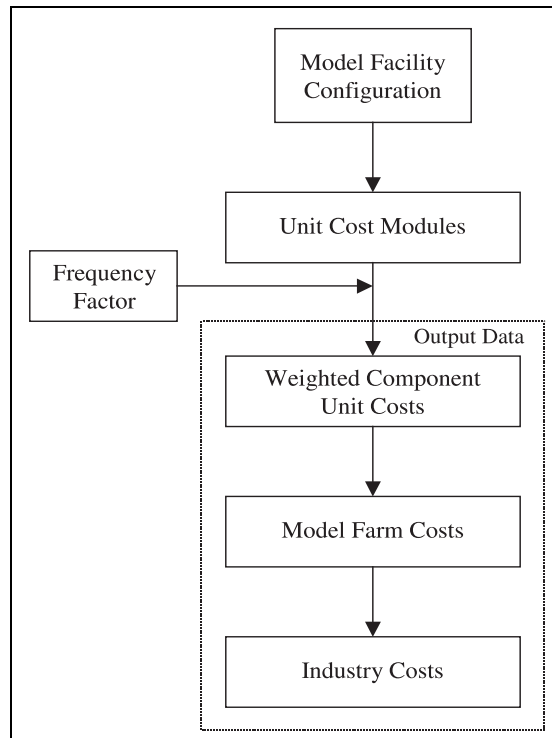 Model Facility
Configuration
Unit Cost Modules
Frequency
Factor
Output Data
Weighted Component
Unit Costs
Model Farm Costs
Industry Costs